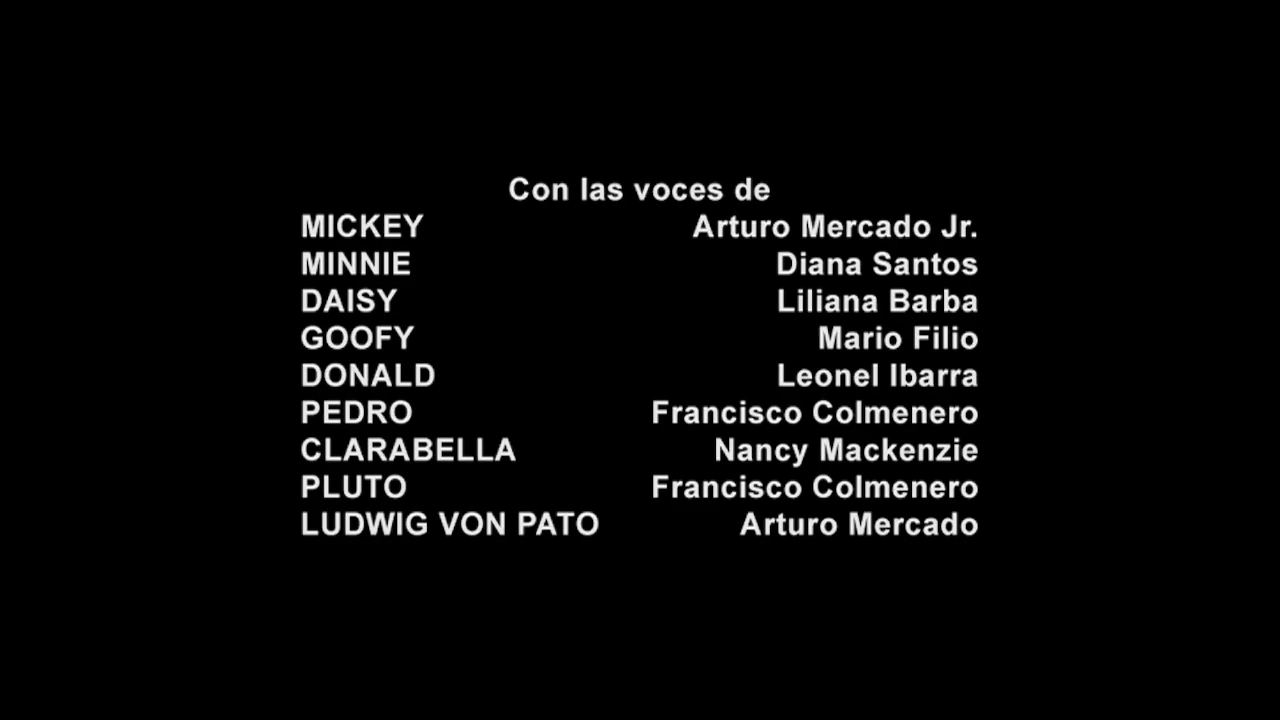 Con las voces de
MICKEY Arturo Mercado Jr.
MINNIE Diana Santos
DAISY Liliana Barba
GOOFY Mario Filio
DONALD Leonel Ibarra
PEDRO Francisco Colmenero
CLARABELLA Nancy Mackenzie
PLUTO Francisco Colmenero
LUDWIG VON PATO Arturo Mercado